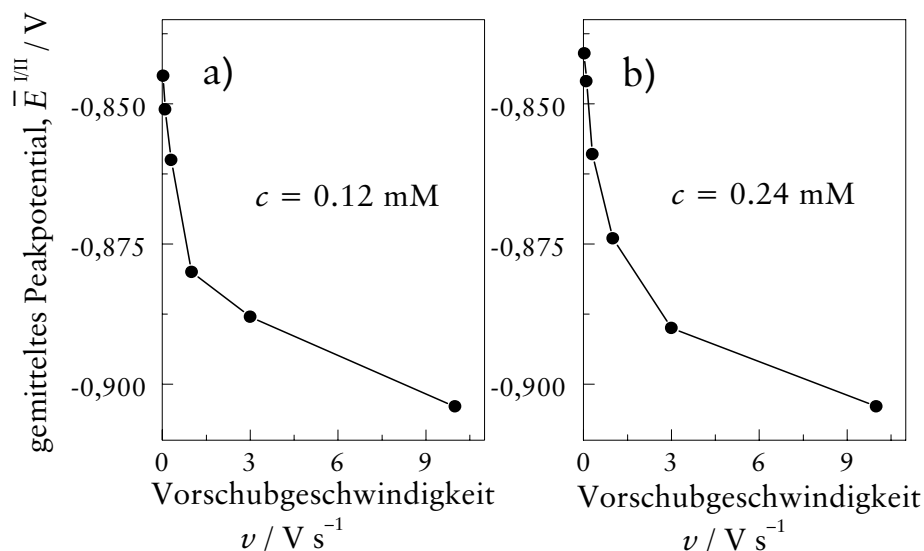 gemitteltes Peakpotential, E̅ ᴵ/ᴵᴵ / V
a)
-0,850
-0,875
-0,900
c = 0.12 mM
0 3 6 9
Vorschubgeschwindigkeit
v / V s⁻¹
b)
-0,850
-0,875
-0,900
c = 0.24 mM
0 3 6 9
Vorschubgeschwindigkeit
v / V s⁻¹